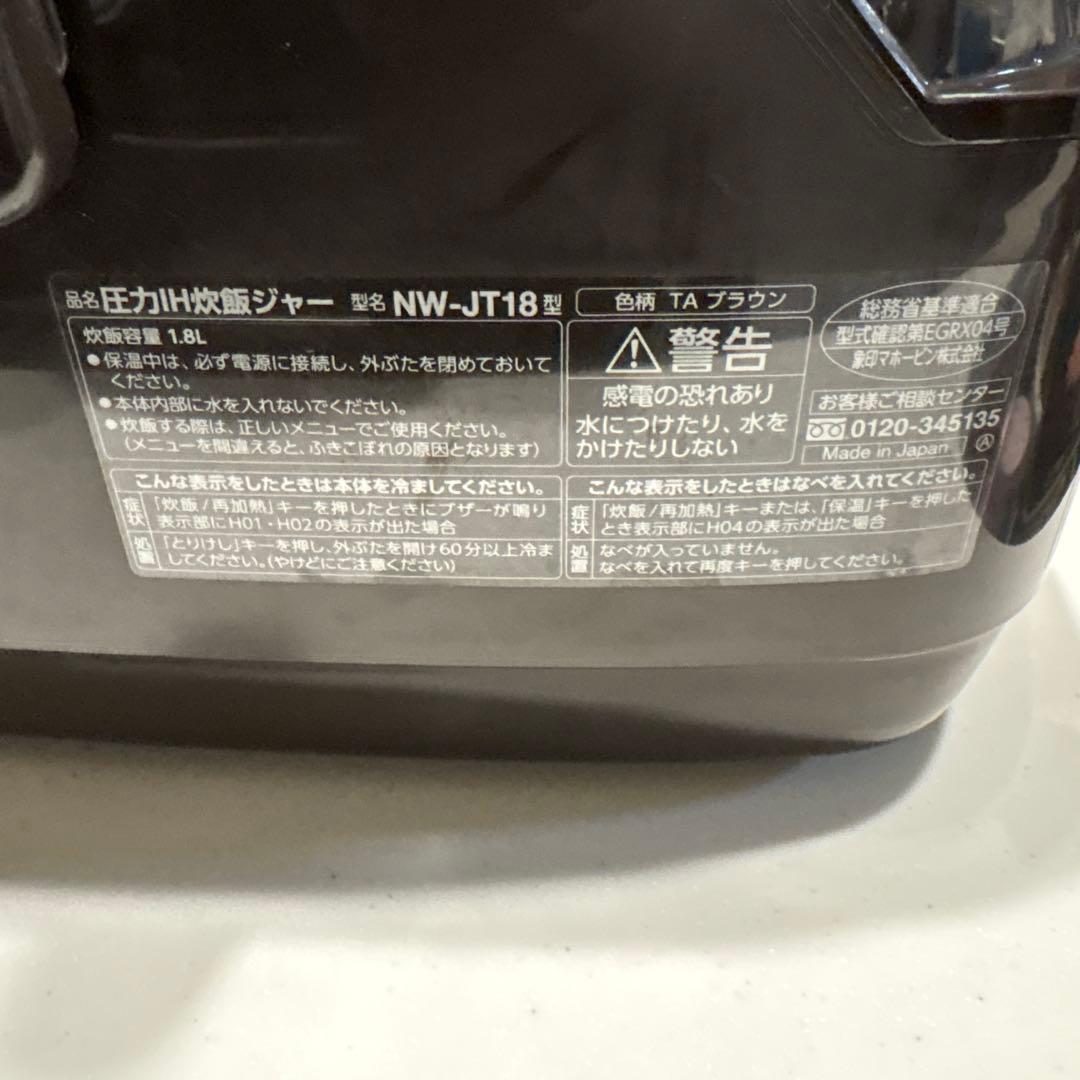 品名 圧力IH炊飯ジャー 型名 NW-JT18型 色柄 TA ブラウン
炊飯容量 1.8L
●保温中は、必ず電源に接続し、外ぶたを閉めておいて
ください。
●本体内部に水を入れないでください。
●炊飯する際は、正しいメニューでご使用ください。
(メニューを間違えると、ふきこぼれの原因となります)
警告
感電の恐れあり
水につけたり、水を
かけたりしない
総務省基準適合
型式確認第EGRX04号
象印マホービン株式会社
お客様ご相談センター
0120-345135
Made in Japan Ⓐ
こんな表示をしたときは本体を冷ましてください。
症状 「炊飯/再加熱」キーを押したときにブザーが鳴り
表示部にH01・H02の表示が出た場合
処置 「とりけし」キーを押し、外ぶたを開け60分以上冷ま
してください。(やけどにご注意ください)
こんな表示をしたときはなべを入れてください。
症状 「炊飯/再加熱」キーまたは、「保温」キーを押した
とき表示部にH04の表示が出た場合
処置 なべが入っていません。
なべを入れて再度キーを押してください。